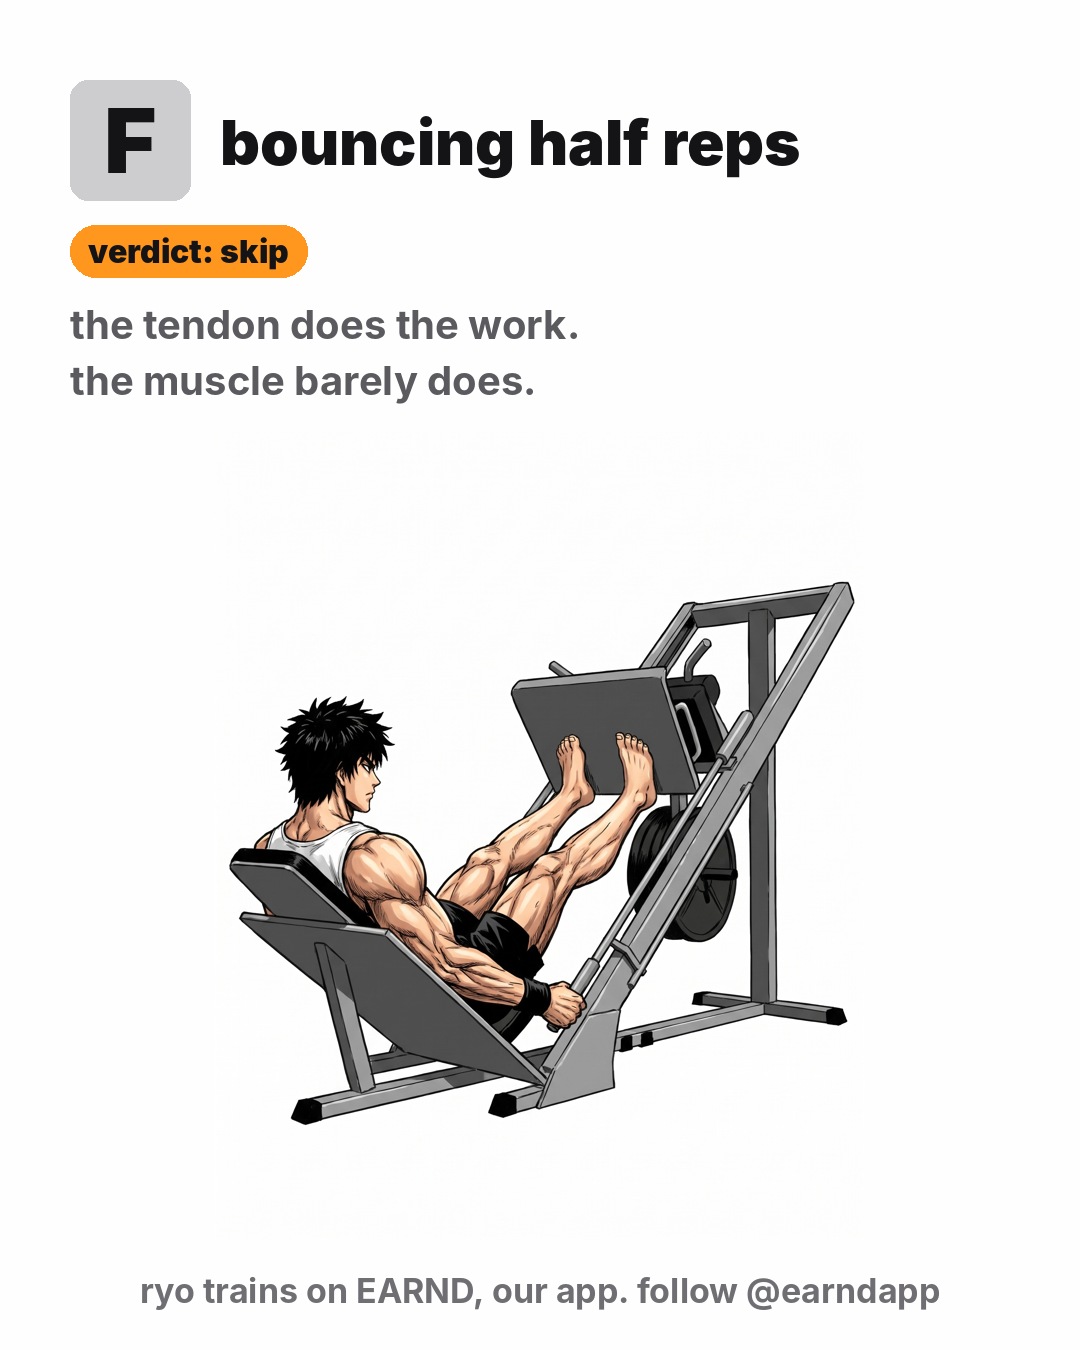 F
bouncing half reps
verdict: skip
the tendon does the work.
the muscle barely does.
ryo trains on EARND, our app. follow @earndapp